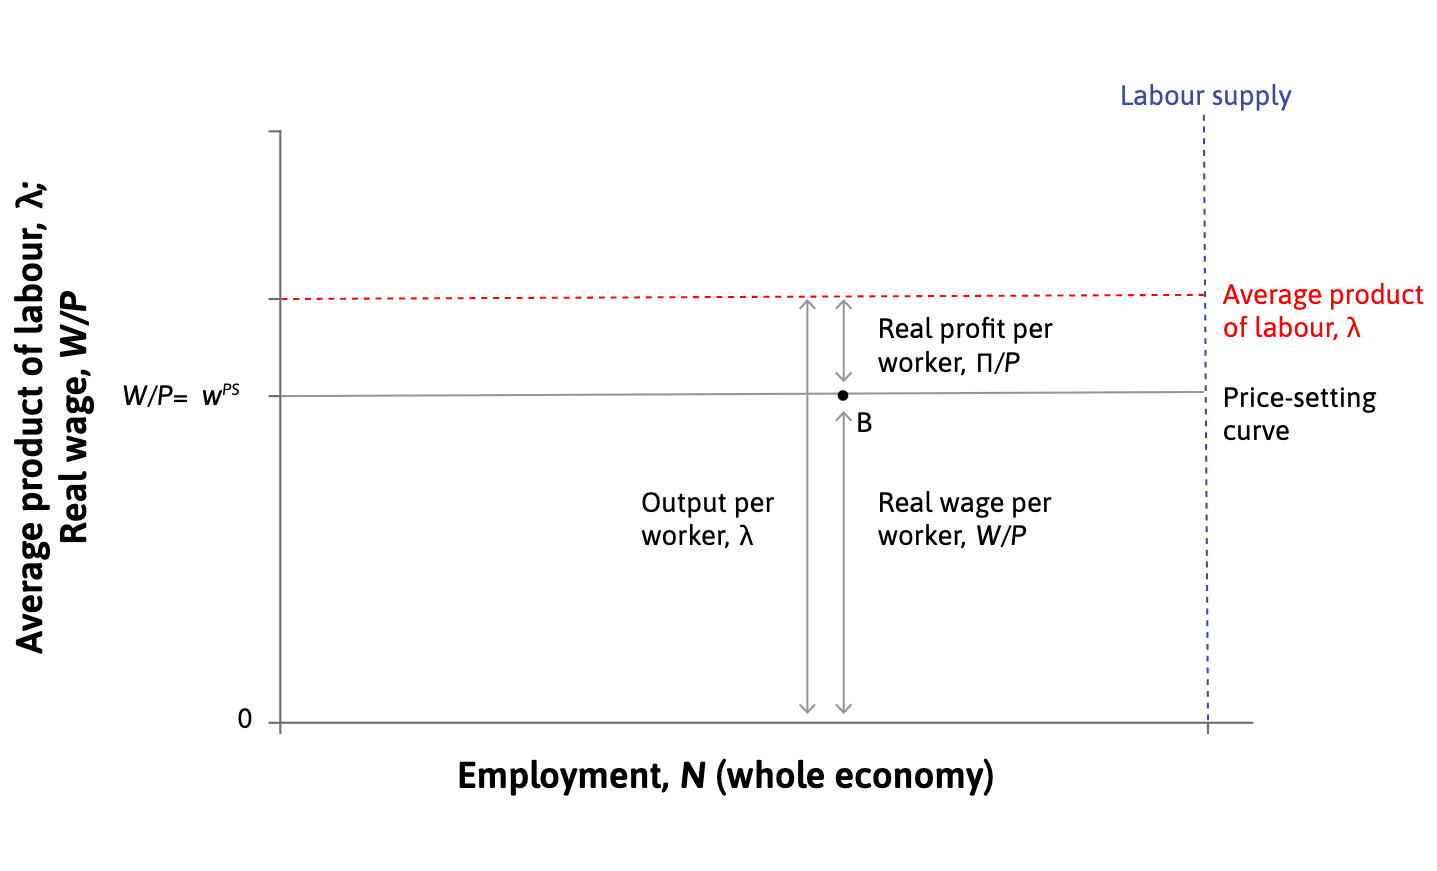 Labour supply
Average product of labour, λ;
Real wage, W/P
Average product
of labour, λ
Real profit per
worker, Π/P
W/P= wᴾˢ
Price-setting
curve
B
Output per
worker, λ
Real wage per
worker, W/P
0
Employment, N (whole economy)